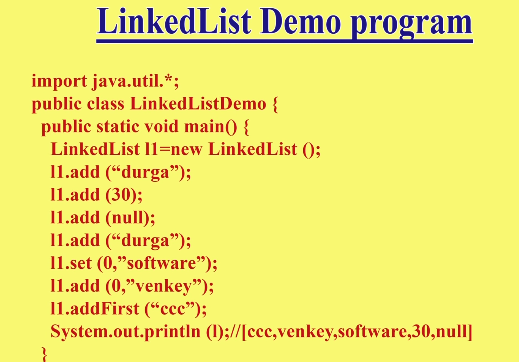 LinkedList Demo program
import java.util.*;
public class LinkedListDemo {
public static void main() {
LinkedList l1=new LinkedList ();
l1.add (“durga”);
l1.add (30);
l1.add (null);
l1.add (“durga”);
l1.set (0,”software”);
l1.add (0,”venkey”);
l1.addFirst (“ccc”);
System.out.println (l);//[ccc,venkey,software,30,null]
}